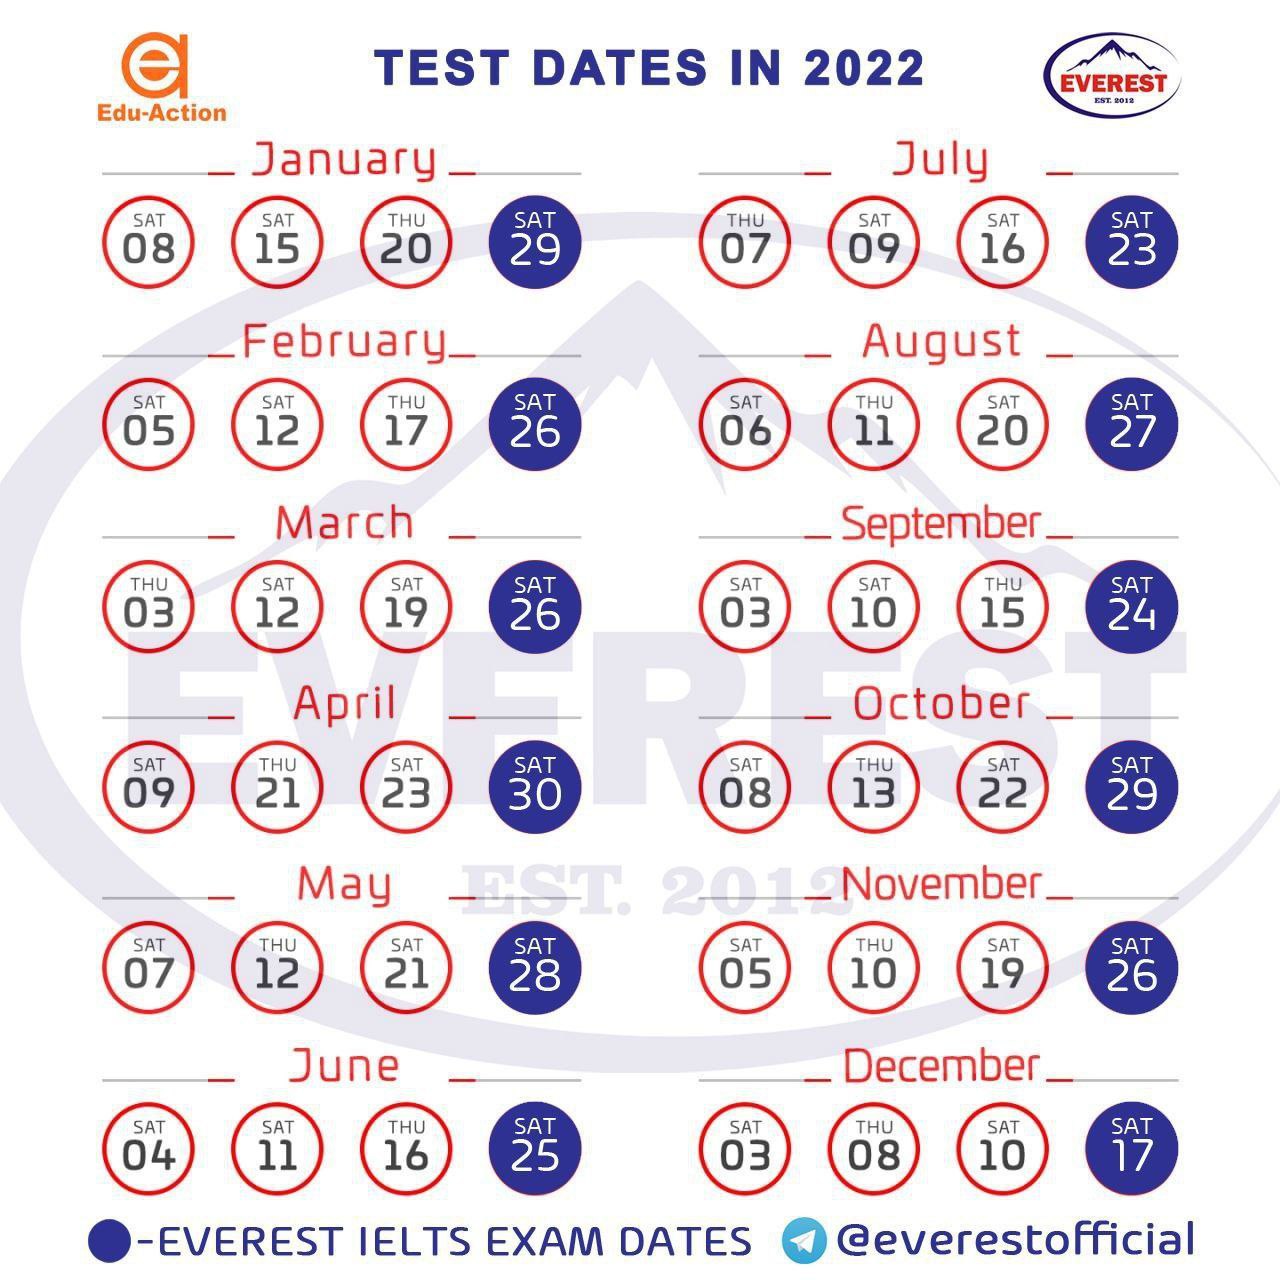 Edu-Action
TEST DATES IN 2022
EVEREST
EST. 2012
January
SAT 08 SAT 15 THU 20 SAT 29
July
THU 07 SAT 09 SAT 16 SAT 23
February
SAT 05 SAT 12 THU 17 SAT 26
August
SAT 06 THU 11 SAT 20 SAT 27
March
THU 03 SAT 12 SAT 19 SAT 26
September
SAT 03 SAT 10 THU 15 SAT 24
April
SAT 09 THU 21 SAT 23 SAT 30
October
SAT 08 THU 13 SAT 22 SAT 29
May
SAT 07 THU 12 SAT 21 SAT 28
November
SAT 05 THU 10 SAT 19 SAT 26
June
SAT 04 SAT 11 THU 16 SAT 25
December
SAT 03 THU 08 SAT 10 SAT 17
EVEREST
EST. 2012
-EVEREST IELTS EXAM DATES
@everestofficial